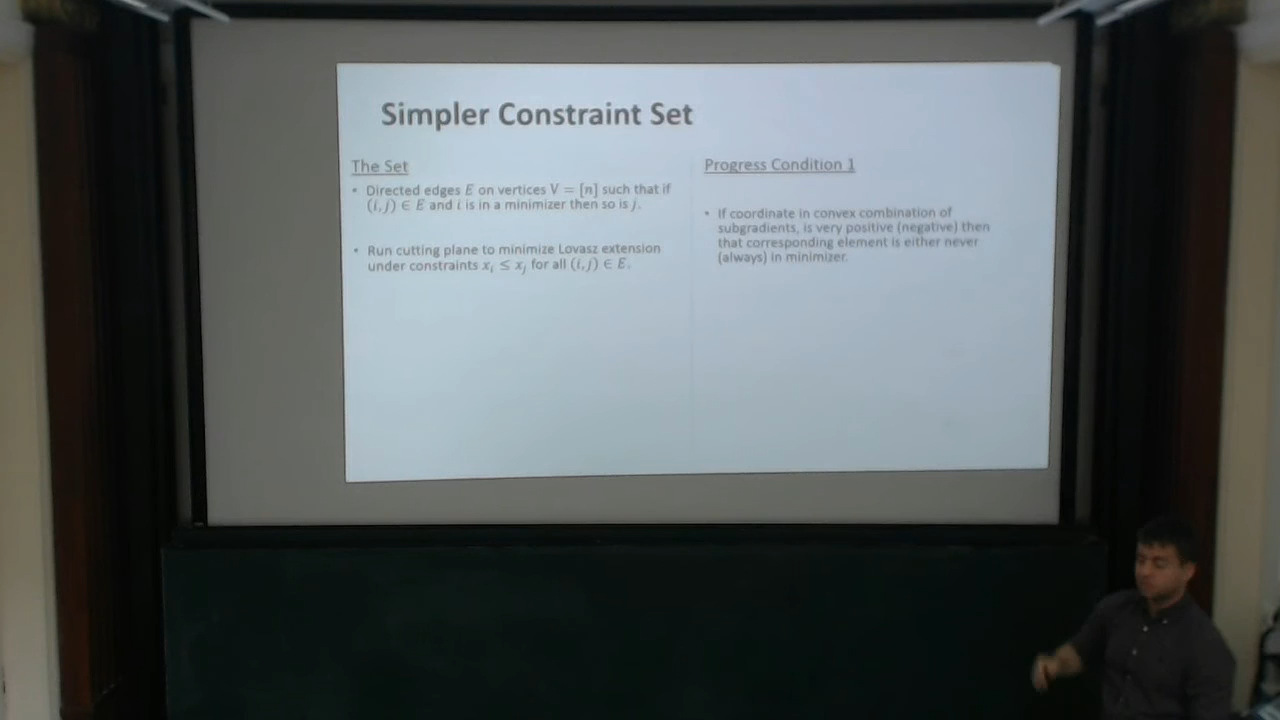 Simpler Constraint Set
The Set
• Directed edges E on vertices V = [n] such that if
(i, j) ∈ E and i is in a minimizer then so is j.
• Run cutting plane to minimize Lovasz extension
under constraints xᵢ ≤ xⱼ for all (i, j) ∈ E.
Progress Condition 1
• If coordinate in convex combination of
subgradients, is very positive (negative) then
that corresponding element is either never
(always) in minimizer.